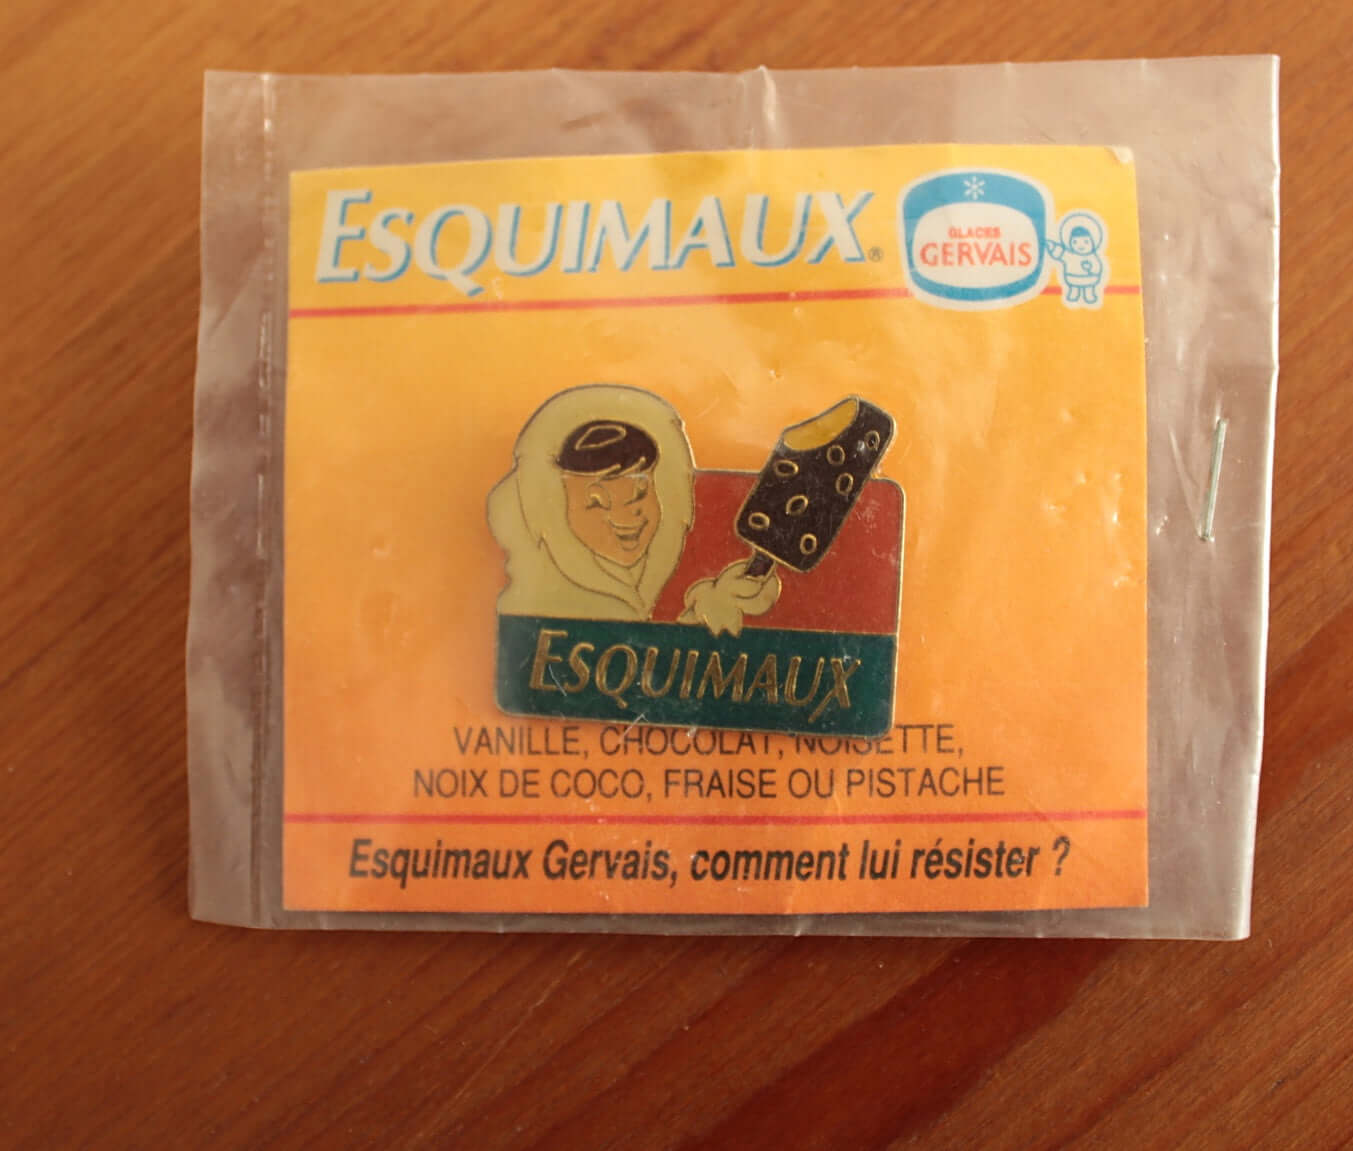 ESQUIMAUX®
GLACES
GERVAIS
ESQUIMAUX
VANILLE, CHOCOLAT, NOISETTE,
NOIX DE COCO, FRAISE OU PISTACHE
Esquimaux Gervais, comment lui résister ?